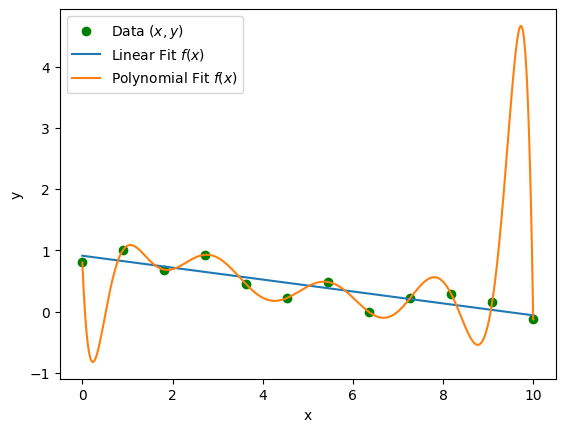 Data (x, y)
Linear Fit f(x)
Polynomial Fit f(x)
4
3
2
1
0
−1
y
0
2
4
6
8
10
x